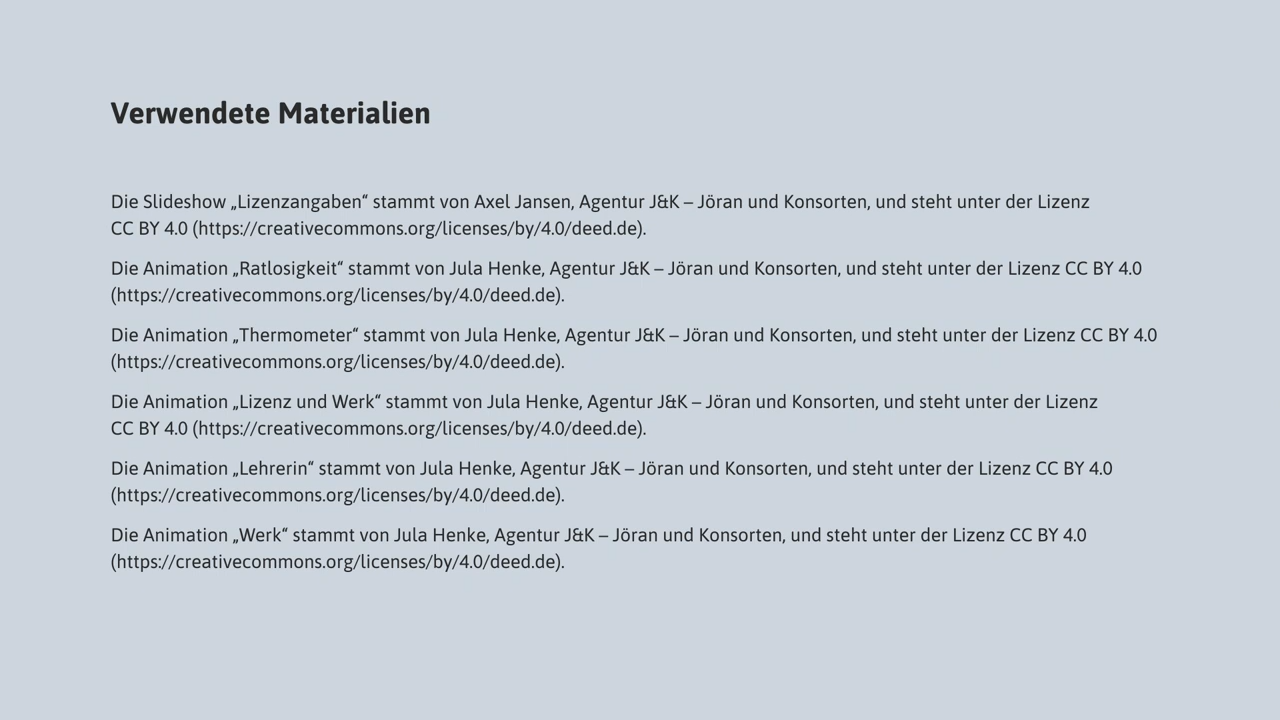 Verwendete Materialien
Die Slideshow „Lizenzangaben“ stammt von Axel Jansen, Agentur J&K – Jöran und Konsorten, und steht unter der Lizenz
CC BY 4.0 (https://creativecommons.org/licenses/by/4.0/deed.de).
Die Animation „Ratlosigkeit“ stammt von Jula Henke, Agentur J&K – Jöran und Konsorten, und steht unter der Lizenz CC BY 4.0
(https://creativecommons.org/licenses/by/4.0/deed.de).
Die Animation „Thermometer“ stammt von Jula Henke, Agentur J&K – Jöran und Konsorten, und steht unter der Lizenz CC BY 4.0
(https://creativecommons.org/licenses/by/4.0/deed.de).
Die Animation „Lizenz und Werk“ stammt von Jula Henke, Agentur J&K – Jöran und Konsorten, und steht unter der Lizenz
CC BY 4.0 (https://creativecommons.org/licenses/by/4.0/deed.de).
Die Animation „Lehrerin“ stammt von Jula Henke, Agentur J&K – Jöran und Konsorten, und steht unter der Lizenz CC BY 4.0
(https://creativecommons.org/licenses/by/4.0/deed.de).
Die Animation „Werk“ stammt von Jula Henke, Agentur J&K – Jöran und Konsorten, und steht unter der Lizenz CC BY 4.0
(https://creativecommons.org/licenses/by/4.0/deed.de).